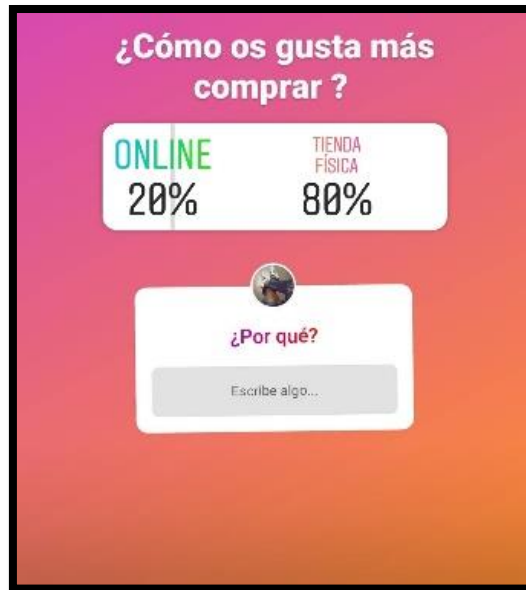 ¿Cómo os gusta más
comprar ?
ONLINE
20%
TIENDA
FÍSICA
80%
¿Por qué?
Escribe algo...